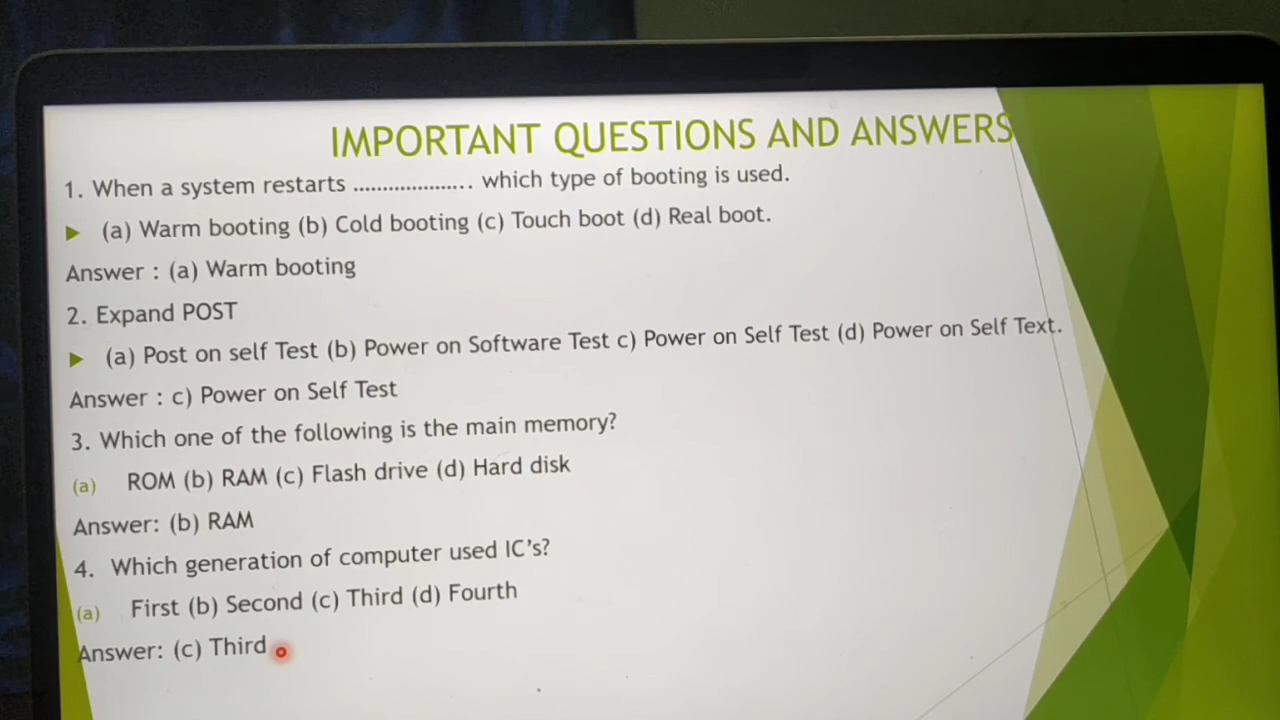 IMPORTANT QUESTIONS AND ANSWERS
1. When a system restarts .................... which type of booting is used.
(a) Warm booting (b) Cold booting (c) Touch boot (d) Real boot.
Answer : (a) Warm booting
2. Expand POST
(a) Post on self Test (b) Power on Software Test c) Power on Self Test (d) Power on Self Text.
Answer : c) Power on Self Test
3. Which one of the following is the main memory?
(a) ROM (b) RAM (c) Flash drive (d) Hard disk
Answer: (b) RAM
4. Which generation of computer used IC’s?
(a) First (b) Second (c) Third (d) Fourth
Answer: (c) Third